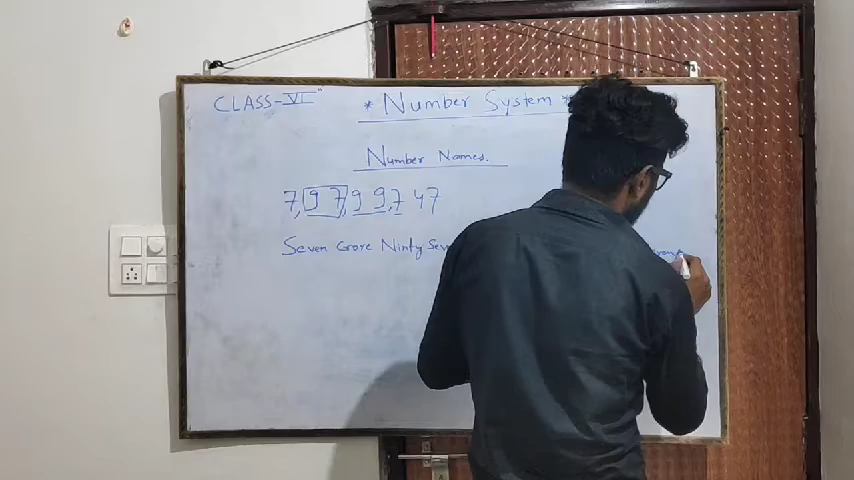 CLASS-VI"
* Number System *
Number Names.
7,97,99,747
Seven Crore Ninty Sev